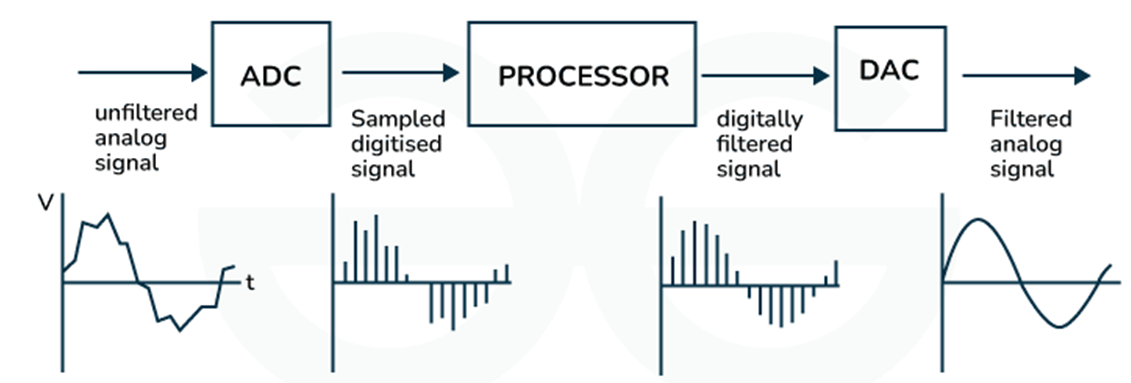 ADC
PROCESSOR
DAC
unfiltered
analog
signal
Sampled
digitised
signal
digitally
filtered
signal
Filtered
analog
signal
V
t